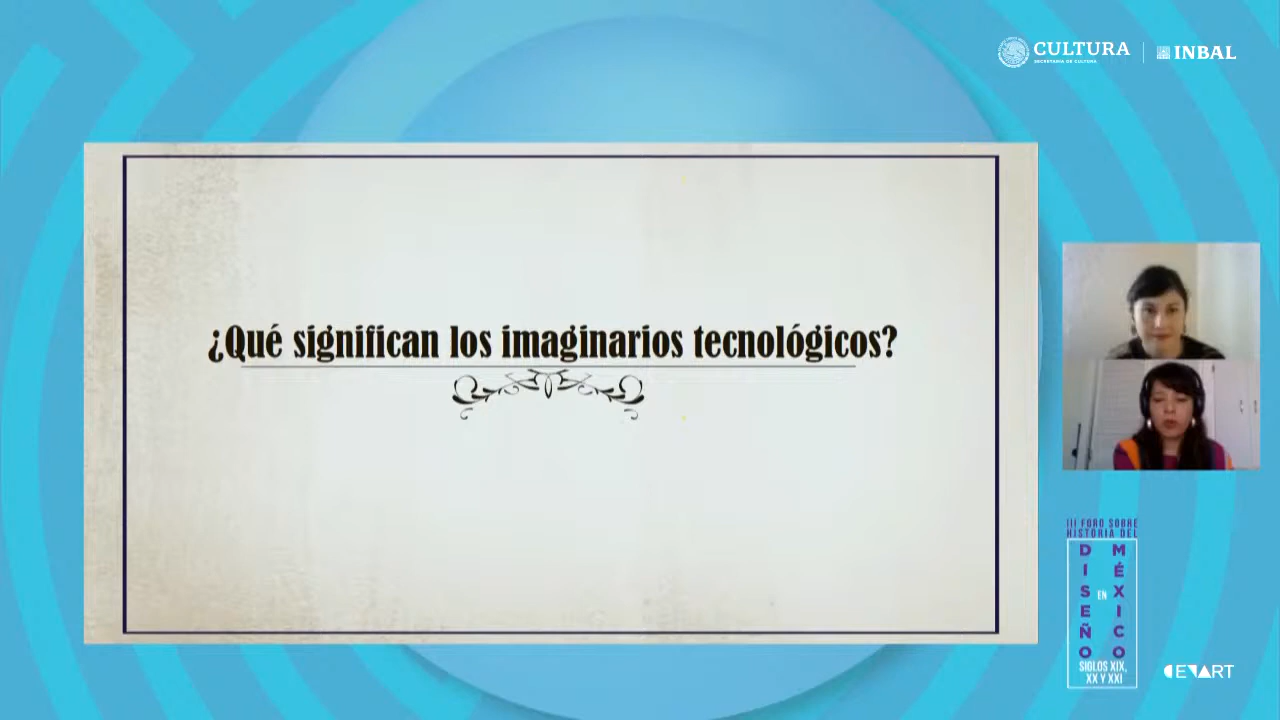 CULTURA
SECRETARÍA DE CULTURA
INBAL
¿Qué significan los imaginarios tecnológicos?
III FORO SOBRE
HISTORIA DEL
DISEÑO
EN
MÉXICO
SIGLOS XIX,
XX Y XXI
CENART